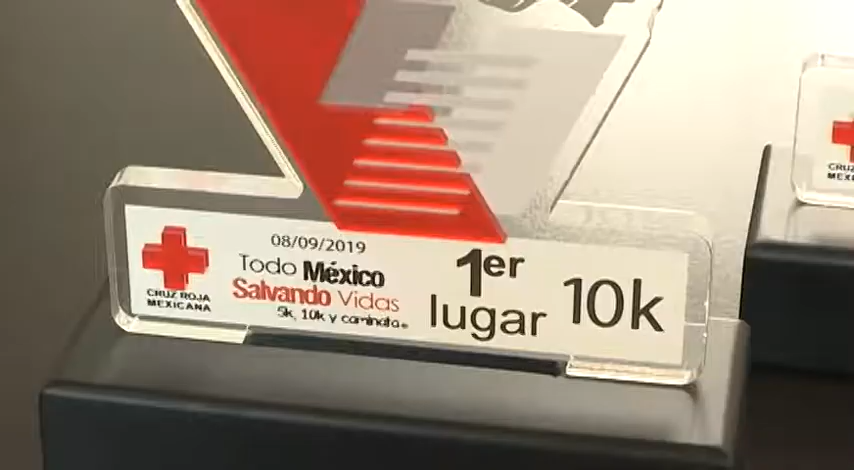 CRUZ ROJA
MEXICANA
08/09/2019
Todo México
Salvando Vidas
5k, 10k y caminata
1er
lugar
10k